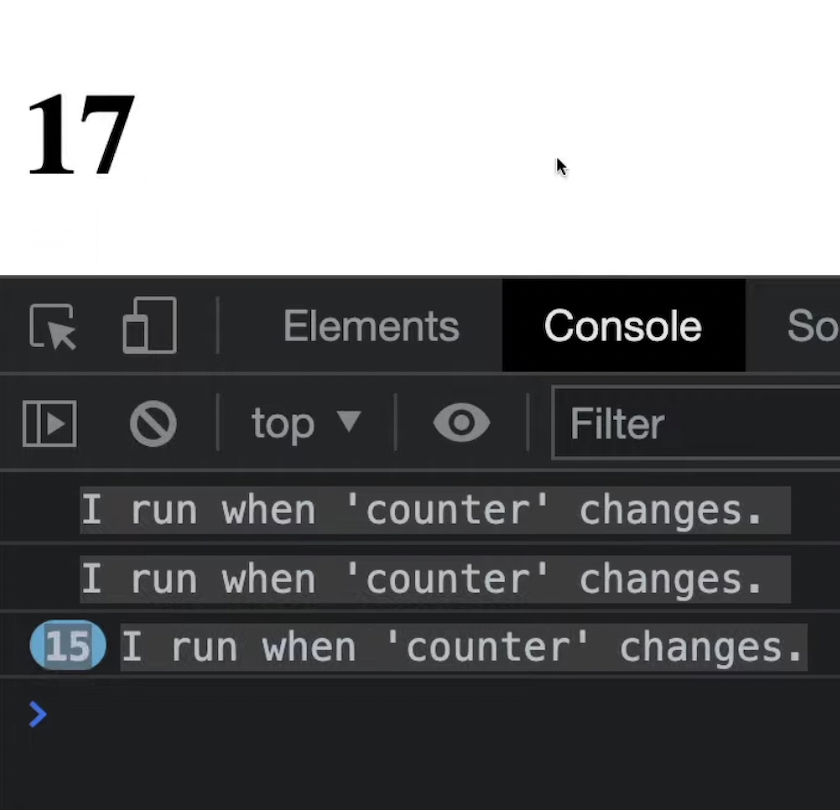 17
Elements Console So
top Filter
I run when 'counter' changes.
I run when 'counter' changes.
15 I run when 'counter' changes.